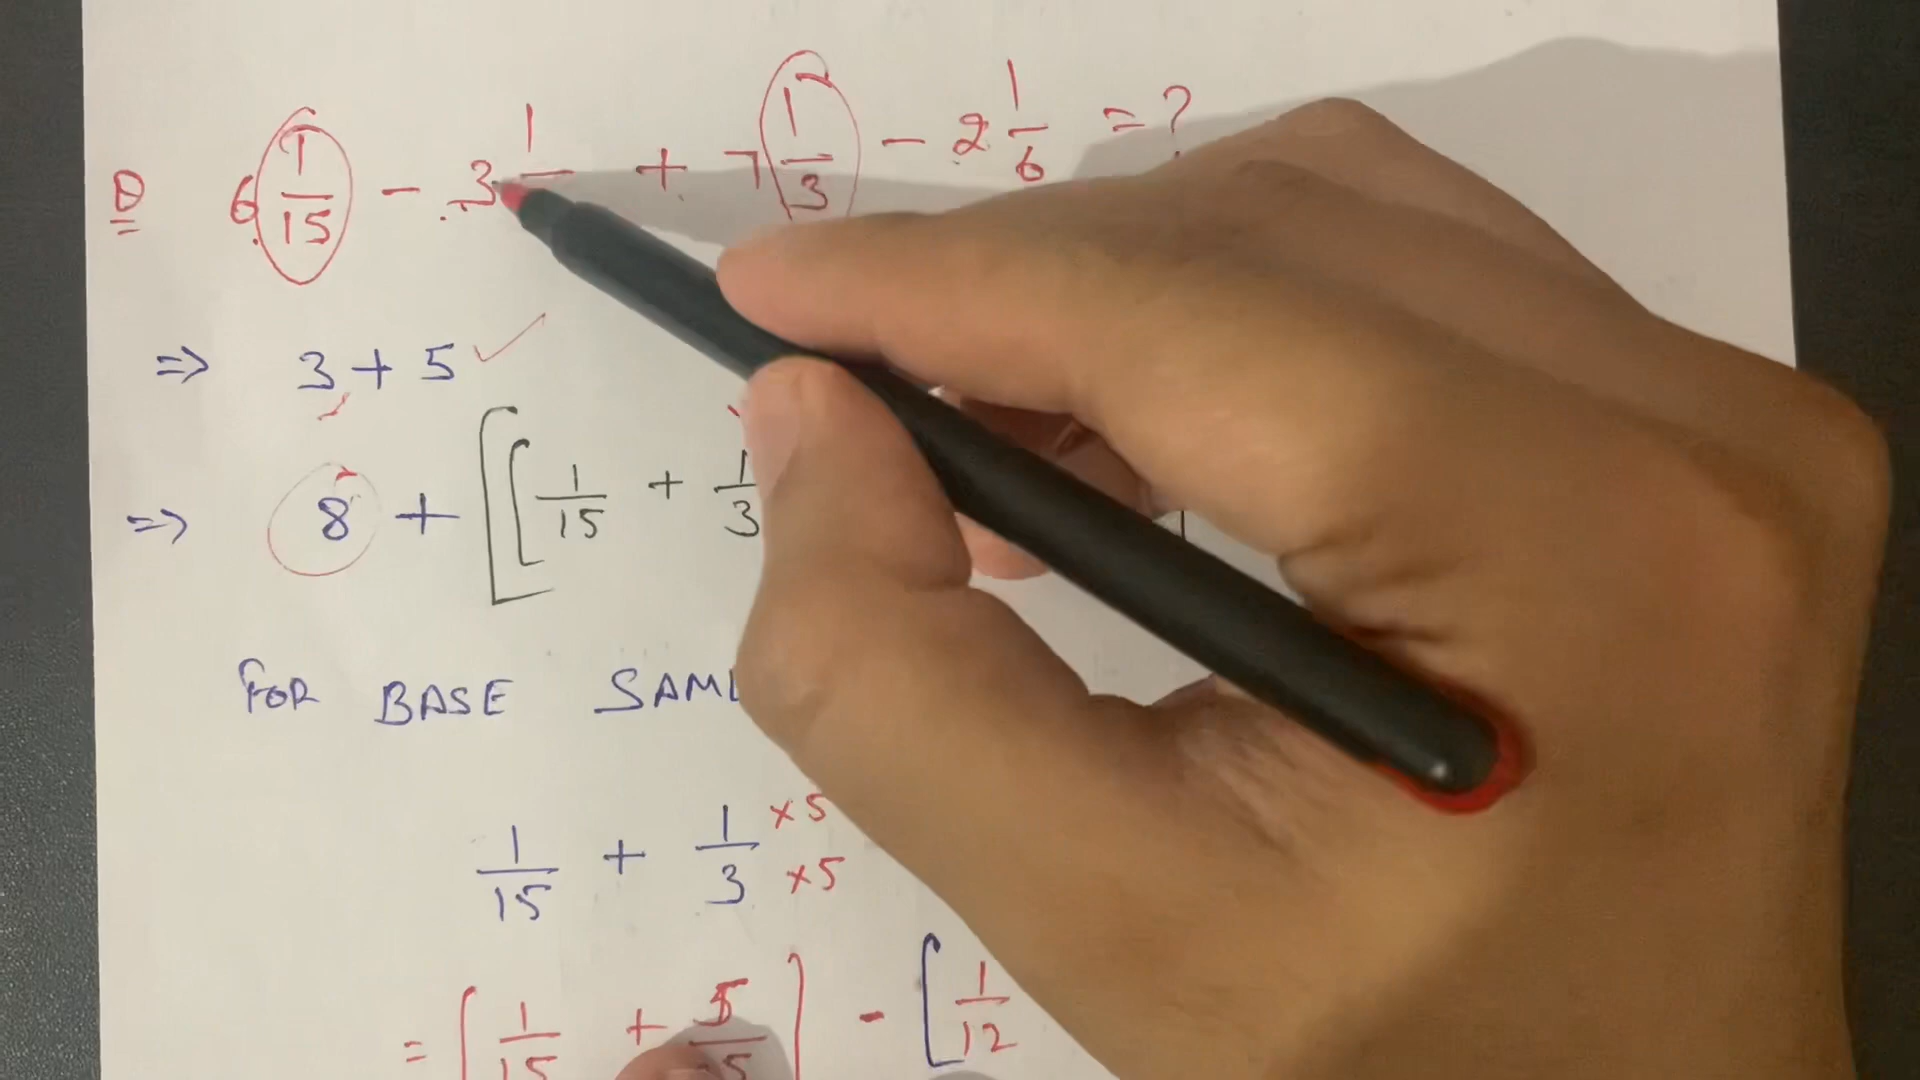 Q 6 1/15 - 3 1/ + 7 1/3 - 2 1/6 = ?
⇒ 3 + 5 ✓
⇒ 8 + [[1/15 + 1/3
FOR BASE SAM
1/15 + 1/3 ×5 ×5
= [1/15 + 5/ 5] - [1/12